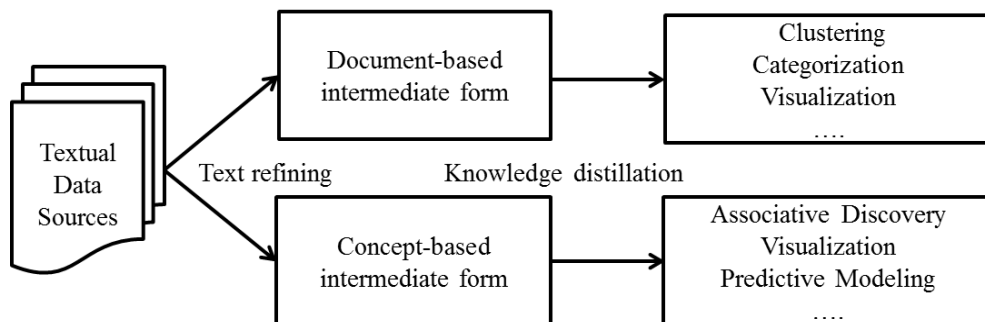 Textual
Data
Sources
Text refining
Document-based
intermediate form
Concept-based
intermediate form
Knowledge distillation
Clustering
Categorization
Visualization
....
Associative Discovery
Visualization
Predictive Modeling
....